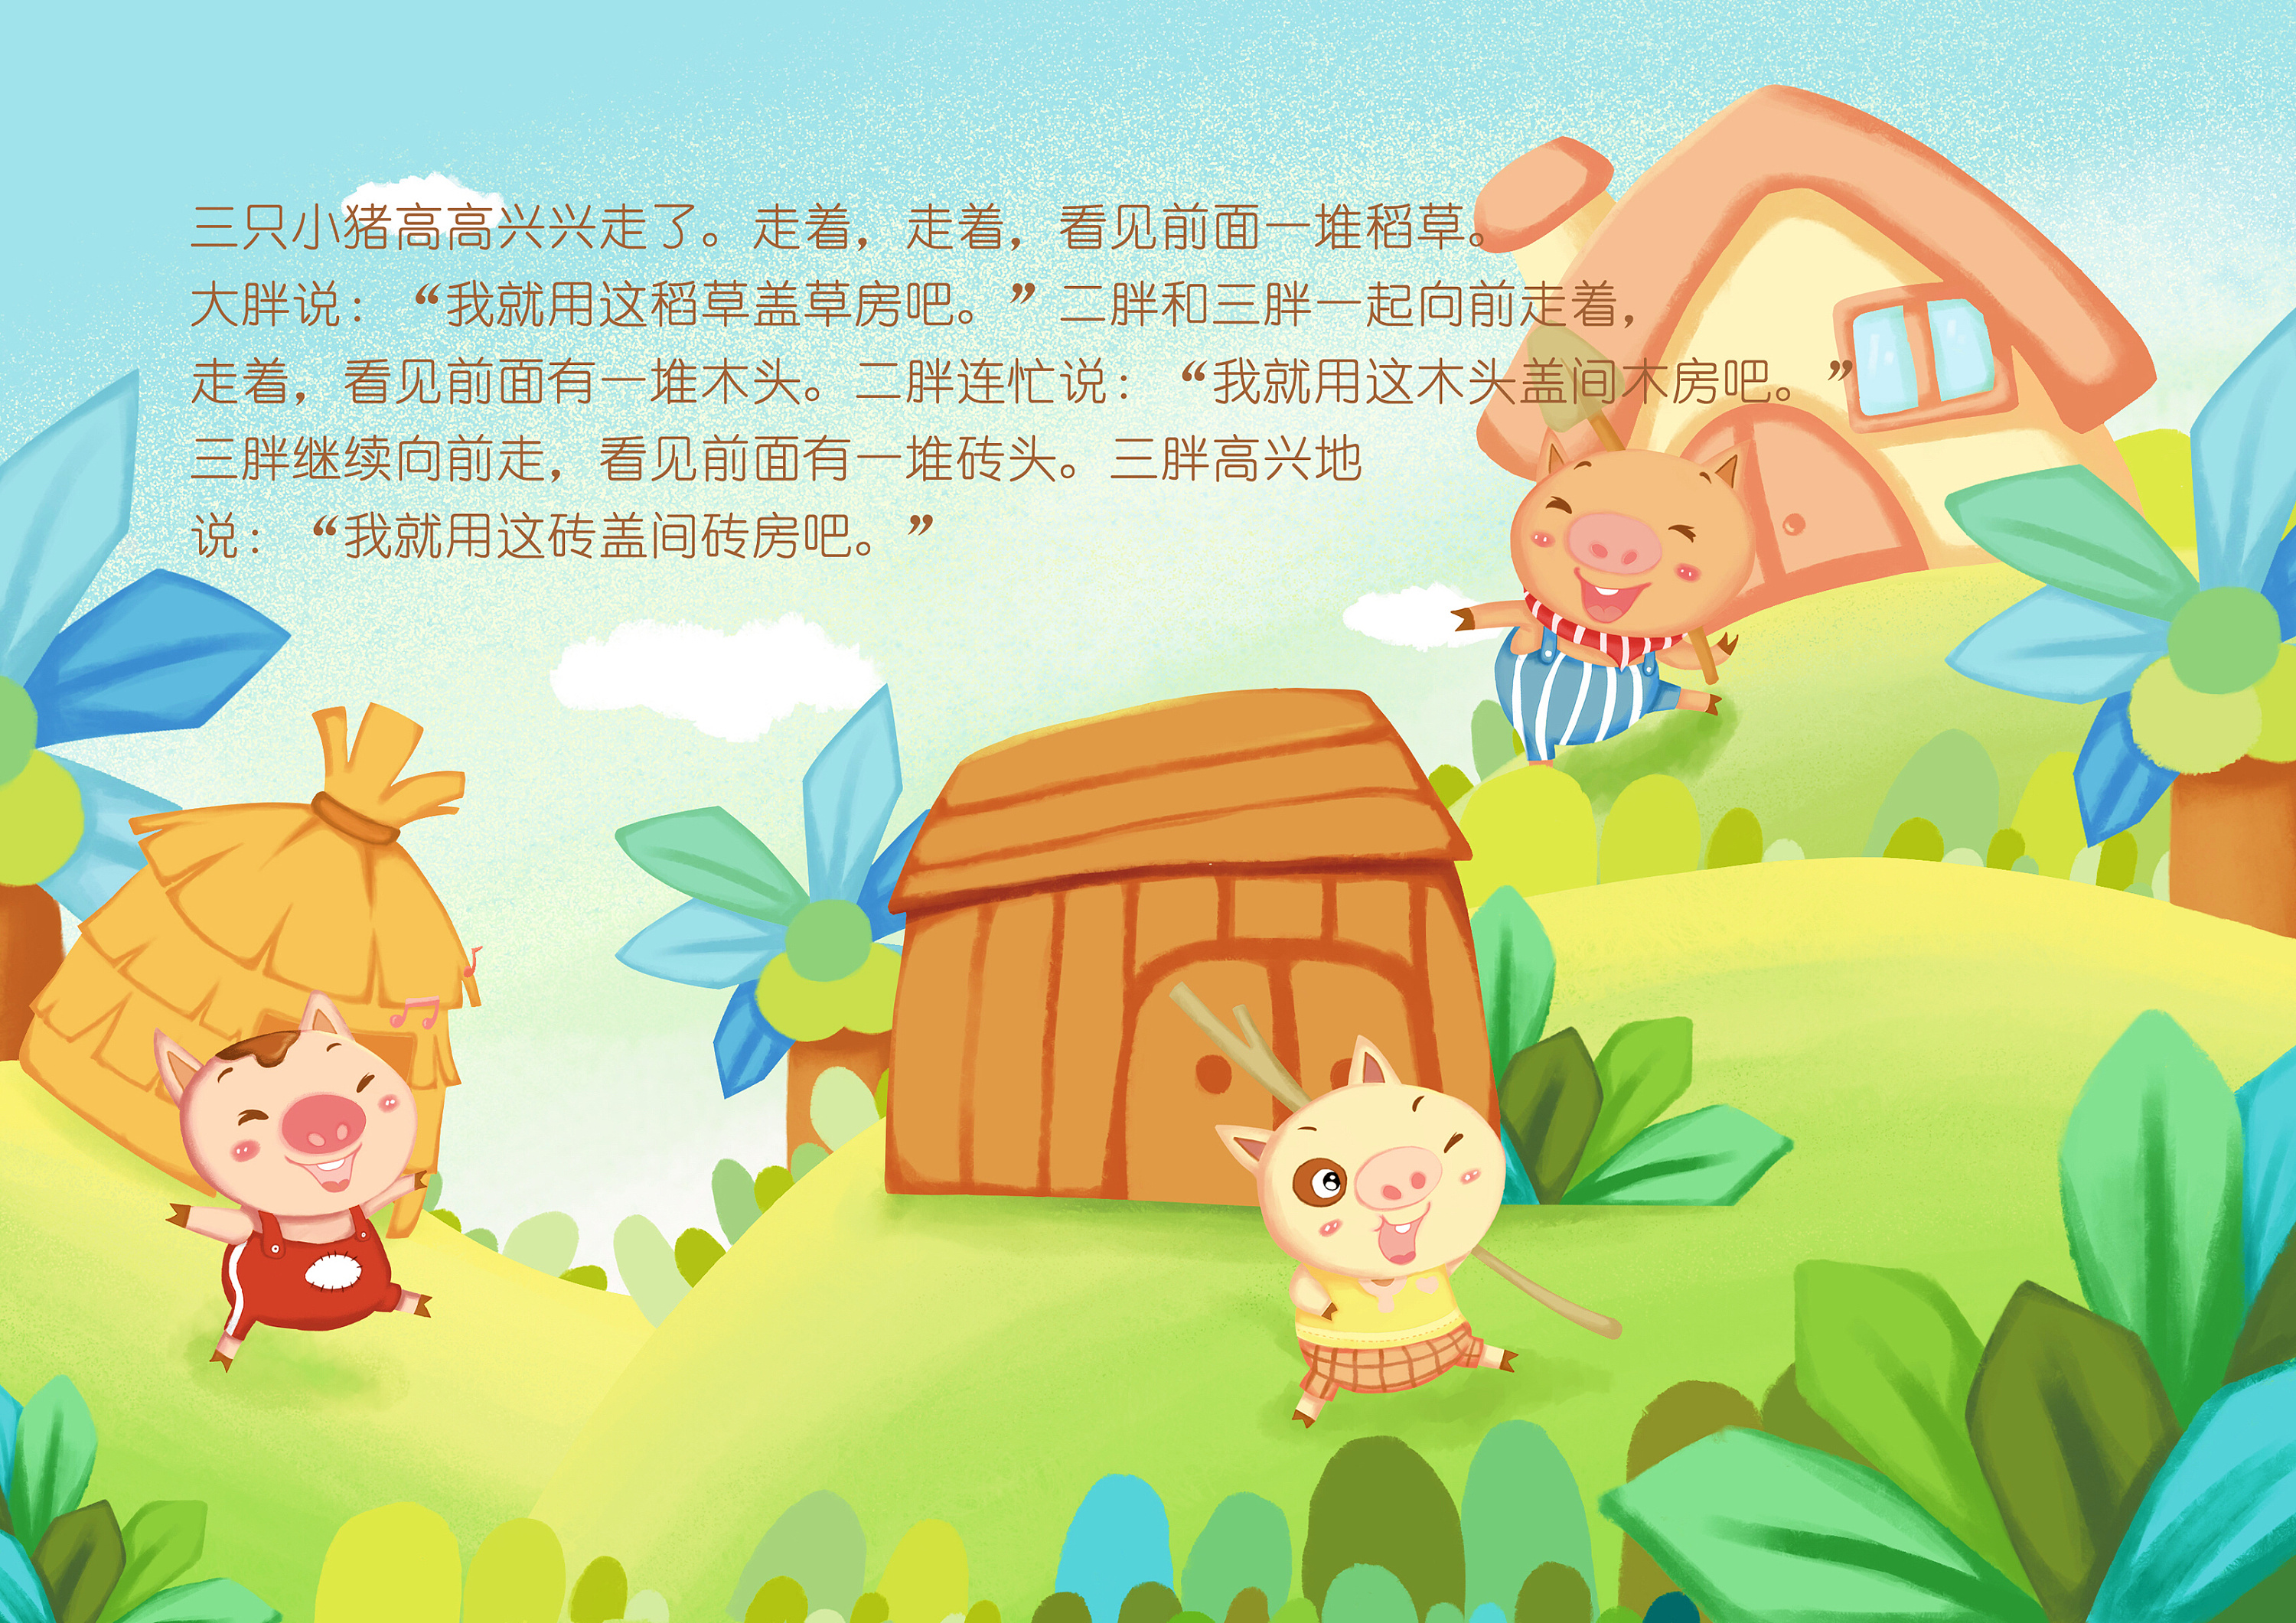 三只小猪高高兴兴走了。走着，走着，看见前面一堆稻草。
大胖说：“我就用这稻草盖草房吧。”二胖和三胖一起向前走着，
走着，看见前面有一堆木头。二胖连忙说：“我就用这木头盖间木房吧。”
三胖继续向前走，看见前面有一堆砖头。三胖高兴地
说：“我就用这砖盖间砖房吧。”